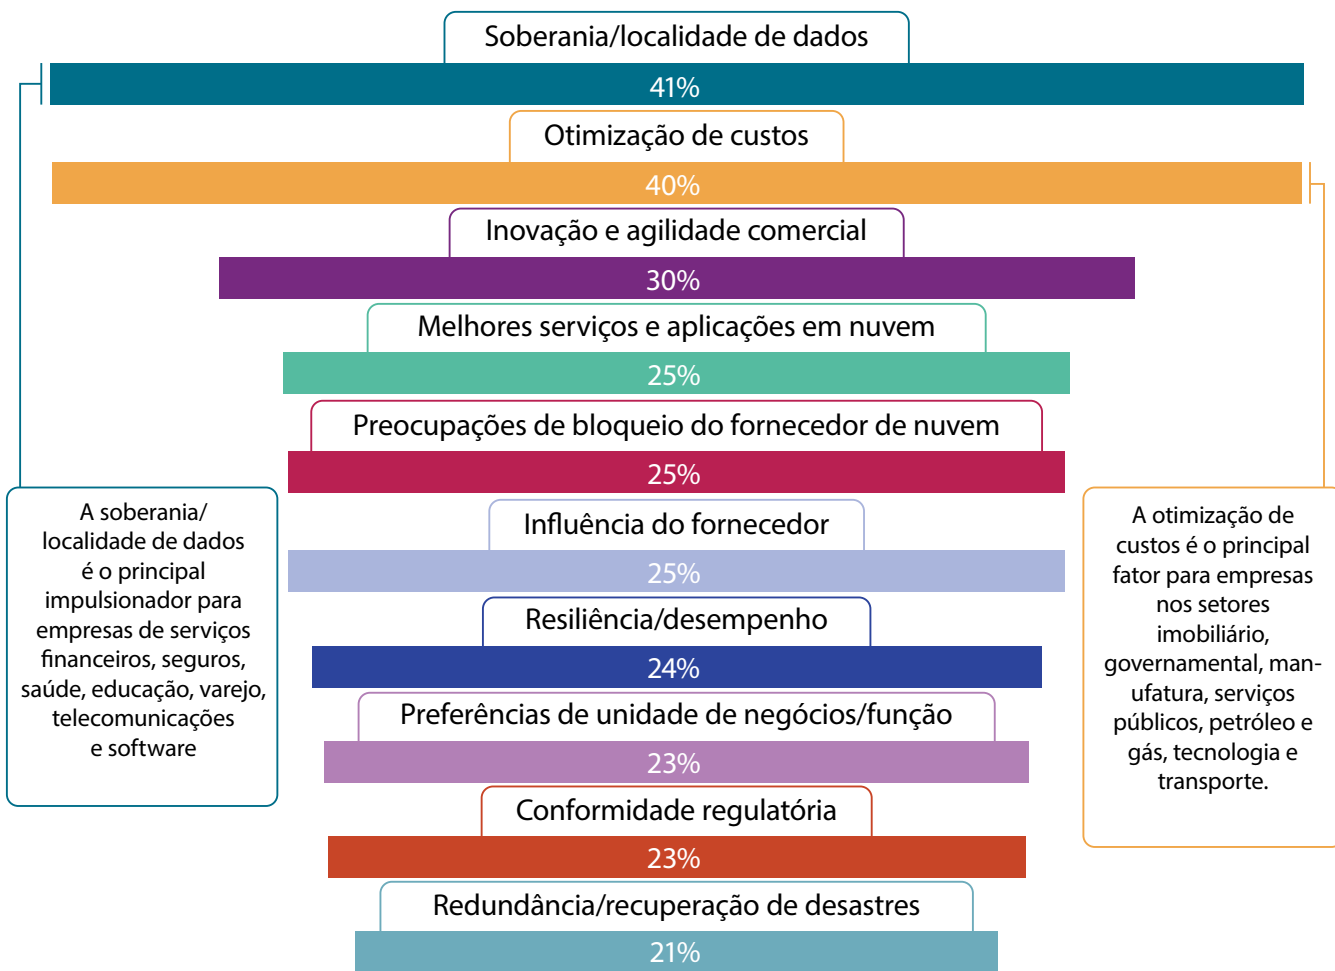 Soberania/localidade de dados
41%
Otimização de custos
40%
Inovação e agilidade comercial
30%
Melhores serviços e aplicações em nuvem
25%
Preocupações de bloqueio do fornecedor de nuvem
25%
Influência do fornecedor
25%
Resiliência/desempenho
24%
Preferências de unidade de negócios/função
23%
Conformidade regulatória
23%
Redundância/recuperação de desastres
21%
A soberania/
localidade de dados
é o principal
impulsionador para
empresas de serviços
financeiros, seguros,
saúde, educação, varejo,
telecomunicações
e software
A otimização de
custos é o principal
fator para empresas
nos setores
imobiliário,
governamental, man-
ufatura, serviços
públicos, petróleo e
gás, tecnologia e
transporte.